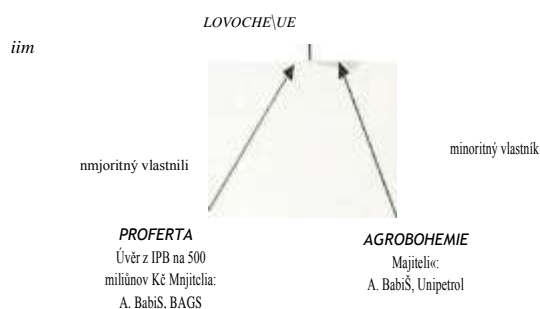 LOVOCHE\UE
iim
minoritný vlastník
nmjoritný vlastnili
PROFERTA
Úvěr z IPB na 500
miliůnov Kč Mnjitclia:
A. BabiS, BAGS
AGROBOHEMIE
Majiteli«:
A. BabiŠ, Unipetrol